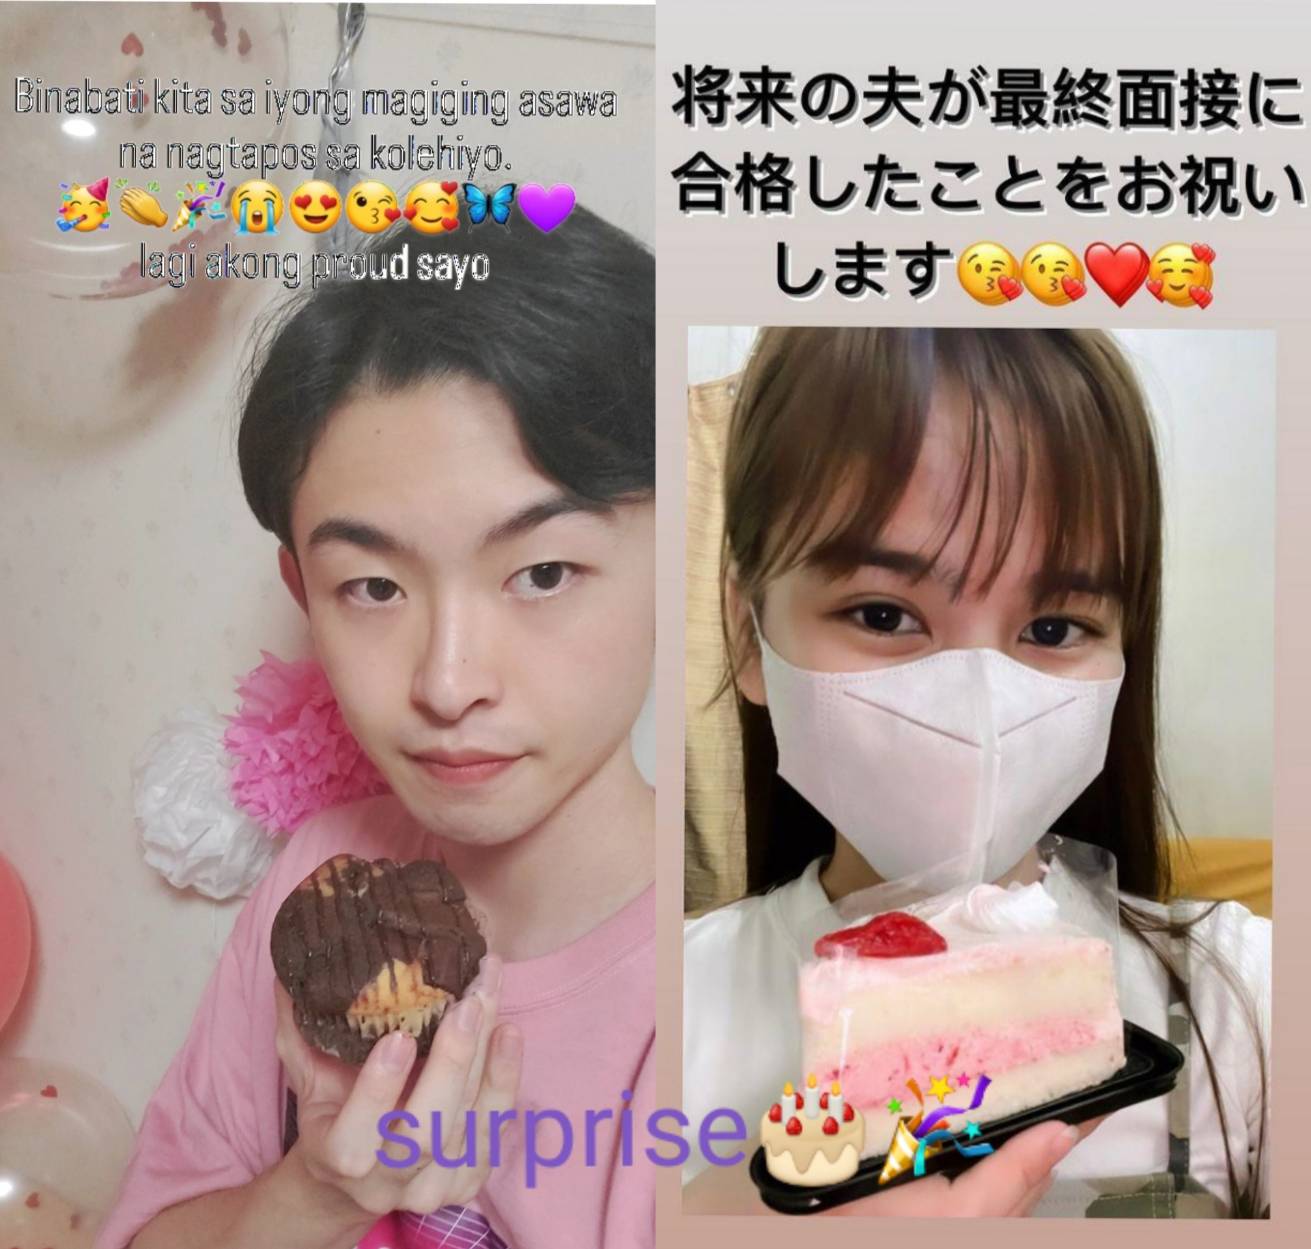 Binabati kita sa iyong magiging asawa
na nagtapos sa kolehiyo.
🥳👏🎉😭😍😘🥰🦋💜
lagi akong proud sayo
将来の夫が最終面接に
合格したことをお祝い
します😘😘❤️🥰
surprise🎂🎉